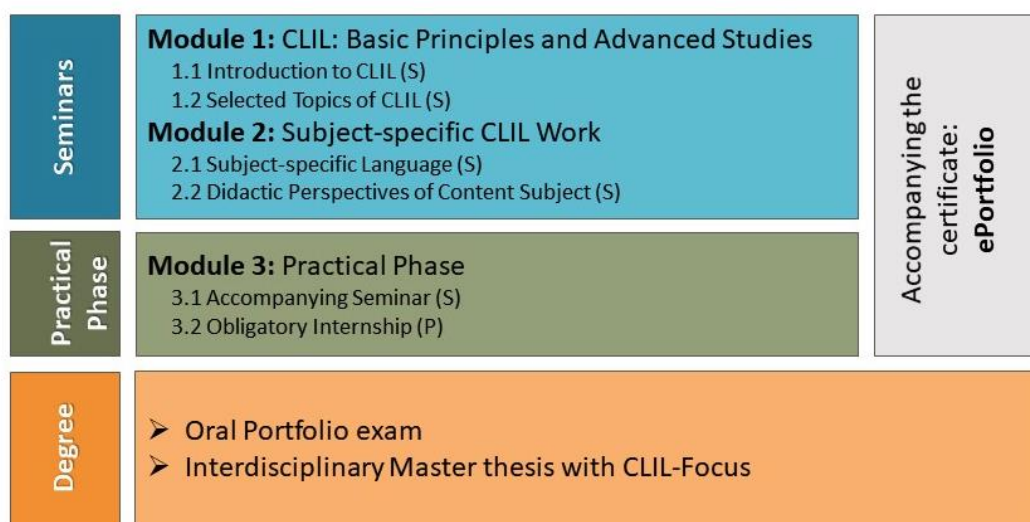 Seminars
Module 1: CLIL: Basic Principles and Advanced Studies
1.1 Introduction to CLIL (S)
1.2 Selected Topics of CLIL (S)
Module 2: Subject-specific CLIL Work
2.1 Subject-specific Language (S)
2.2 Didactic Perspectives of Content Subject (S)
Practical
Phase
Module 3: Practical Phase
3.1 Accompanying Seminar (S)
3.2 Obligatory Internship (P)
Accompanying the
certificate:
ePortfolio
Degree
➢ Oral Portfolio exam
➢ Interdisciplinary Master thesis with CLIL-Focus